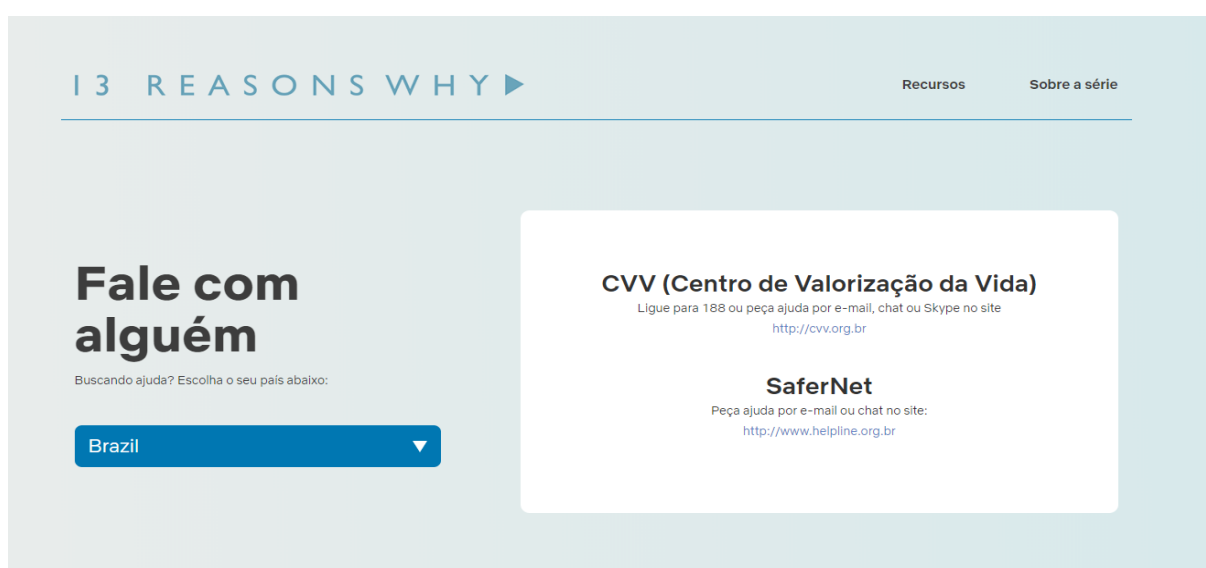 13 REASONS WHY
Recursos
Sobre a série
Fale com
alguém
Buscando ajuda? Escolha o seu país abaixo:
Brazil
CVV (Centro de Valorização da Vida)
Ligue para 188 ou peça ajuda por e-mail, chat ou Skype no site
http://cvv.org.br
SaferNet
Peça ajuda por e-mail ou chat no site:
http://www.helpline.org.br